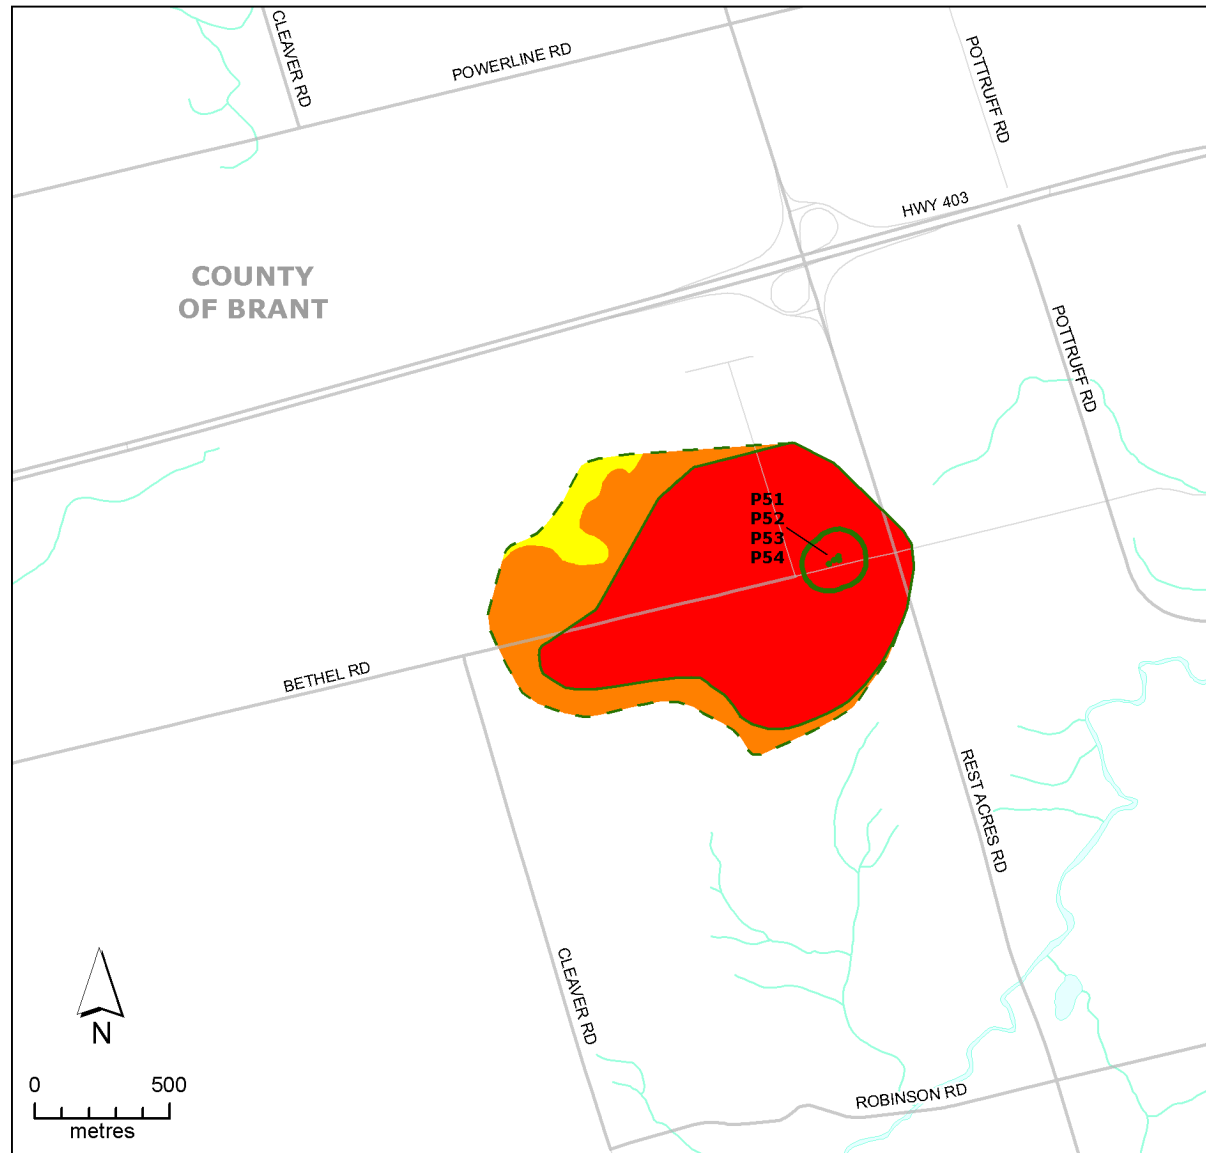 CLEAVER RD
POWERLINE RD
POTTRUFF RD
HWY 403
COUNTY
OF BRANT
POTTRUFF RD
P51
P52
P53
P54
BETHEL RD
REST ACRES RD
CLEAVER RD
N
0 500
metres
ROBINSON RD